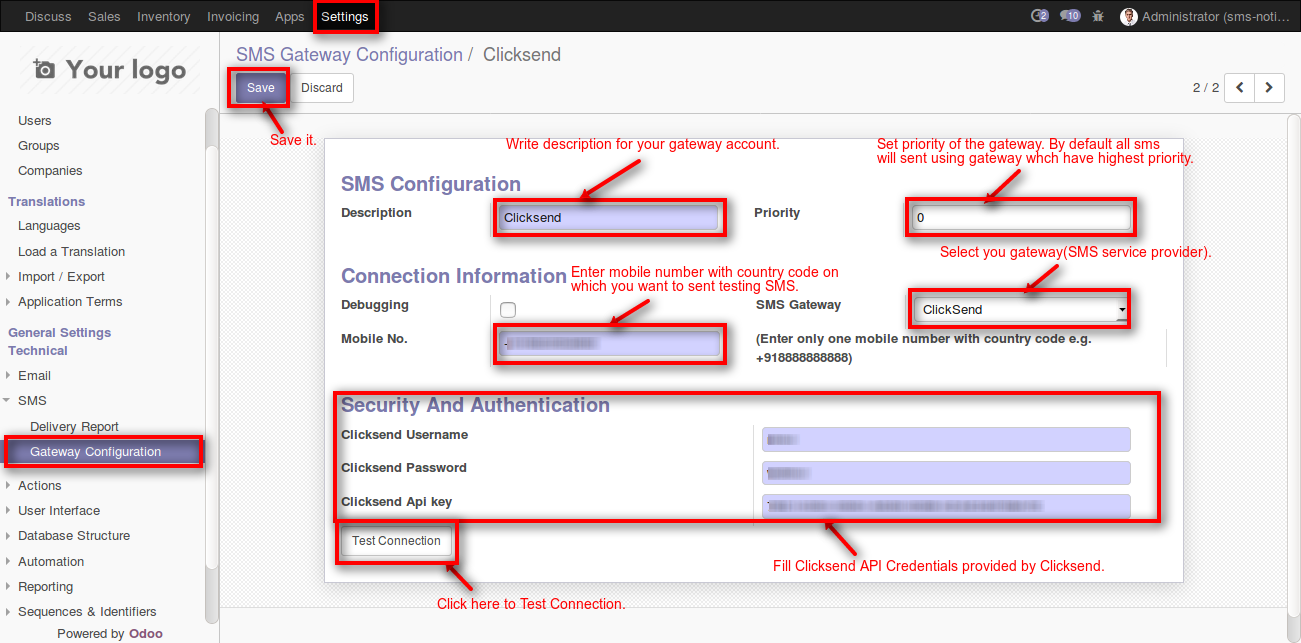 Discuss Sales Inventory Invoicing Apps Settings 2 10 Administrator (sms-noti...
Your logo
SMS Gateway Configuration / Clicksend
Save Discard 2 / 2
Save it.
Users
Groups
Companies
Translations
Languages
Load a Translation
Import / Export
Application Terms
General Settings
Technical
Email
SMS
Delivery Report
Gateway Configuration
Actions
User Interface
Database Structure
Automation
Reporting
Sequences & Identifiers
Powered by Odoo
Write description for your gateway account.
Set priority of the gateway. By default all sms
will sent using gateway whch have highest priority.
SMS Configuration
Description Clicksend Priority 0
Select you gateway(SMS service provider).
Connection Information
Enter mobile number with country code on
which you want to sent testing SMS.
Debugging SMS Gateway ClickSend
Mobile No. (Enter only one mobile number with country code e.g.
+918888888888)
Security And Authentication
Clicksend Username
Clicksend Password
Clicksend Api key
Test Connection
Fill Clicksend API Credentials provided by Clicksend.
Click here to Test Connection.